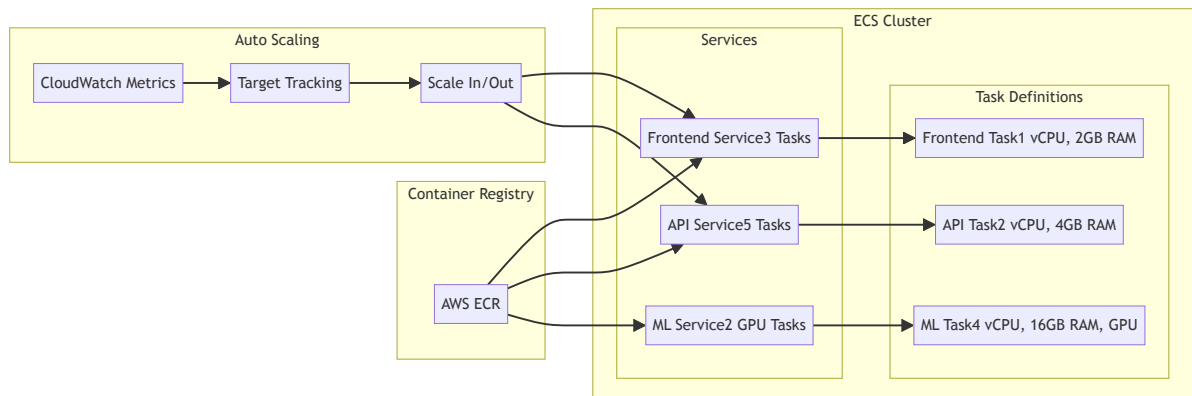 ECS Cluster
Auto Scaling
Services
CloudWatch Metrics
Target Tracking
Scale In/Out
Task Definitions
Frontend Service3 Tasks
Frontend Task1 vCPU, 2GB RAM
Container Registry
API Service5 Tasks
API Task2 vCPU, 4GB RAM
AWS ECR
ML Service2 GPU Tasks
ML Task4 vCPU, 16GB RAM, GPU